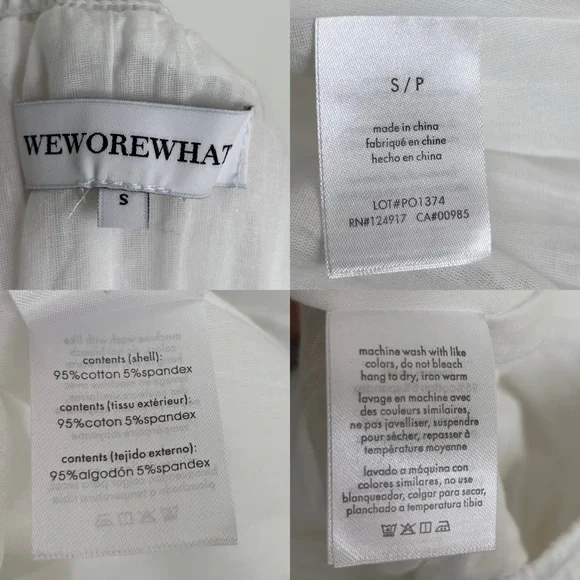 WEWOREWHAT
S
S / P
made in china
fabriqué en chine
hecho en china
LOT#PO1374
RN#124917 CA#00985
contents (shell):
95%cotton 5%spandex
contents (tissu extérieur):
95%coton 5%spandex
contents (tejido externo):
95%algodón 5%spandex
machine wash with like
colors, do not bleach
hang to dry, iron warm
lavage en machine avec
des couleurs similaires,
ne pas javelliser, suspendre
pour sécher, repasser à
température moyenne
lavado a máquina con
colores similares, no use
blanqueador, colgar para secar,
planchado a temperatura tibia